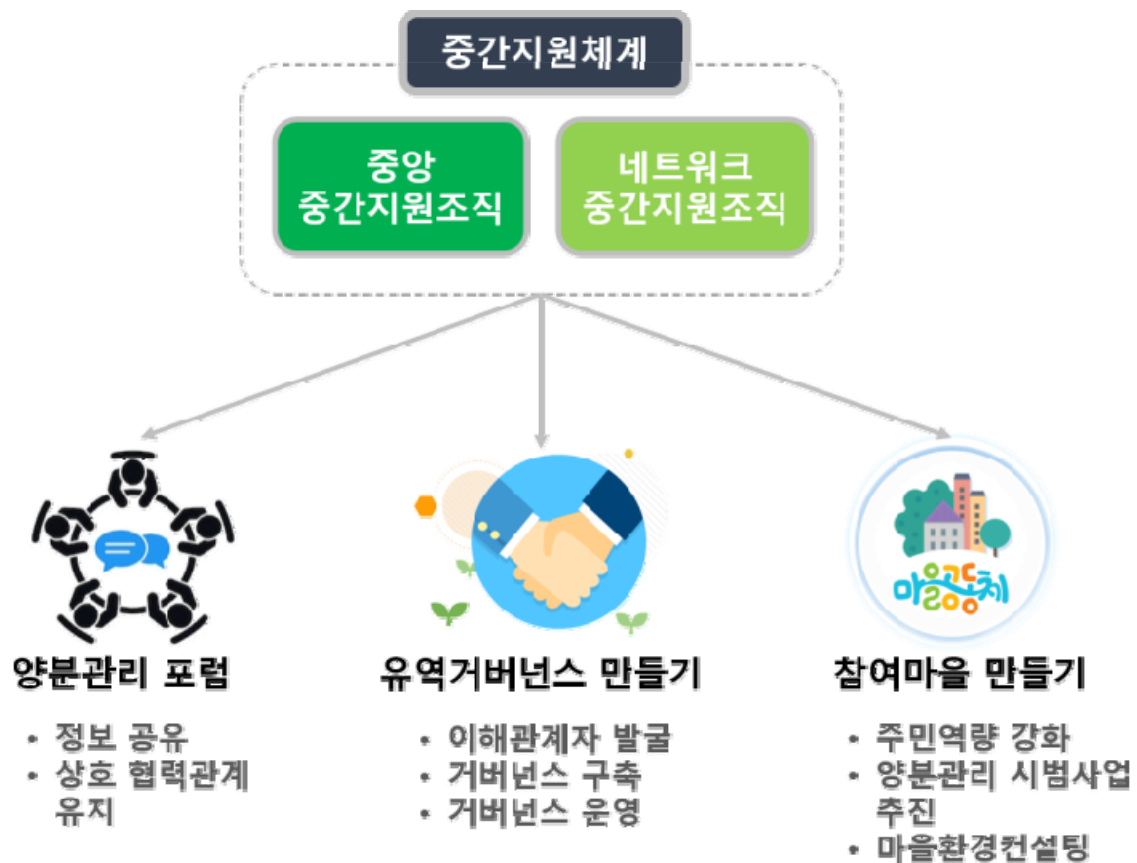 중간지원체계
중앙
중간지원조직
네트워크
중간지원조직
마을공동체
양분관리 포럼
• 정보 공유
• 상호 협력관계
유지
유역거버넌스 만들기
• 이해관계자 발굴
• 거버넌스 구축
• 거버넌스 운영
참여마을 만들기
• 주민역량 강화
• 양분관리 시범사업
추진
• 마을환경컨설팅